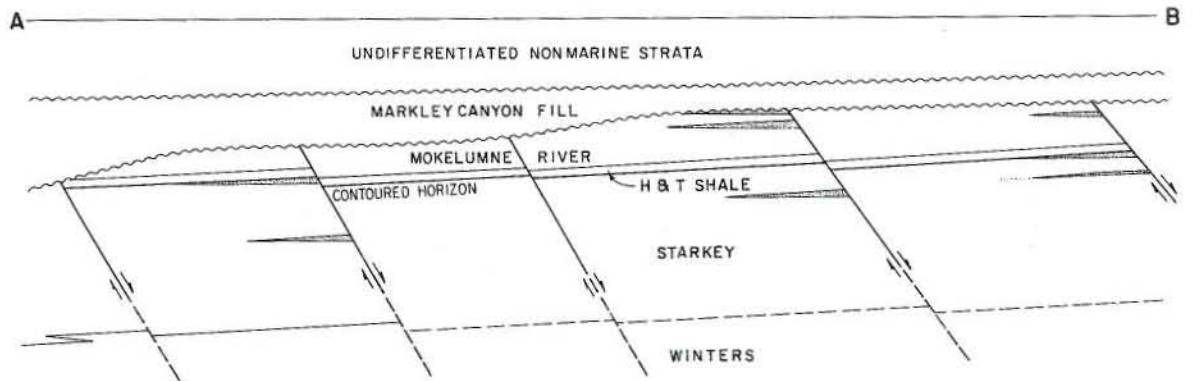 A B
UNDIFFERENTIATED NONMARINE STRATA
MARKLEY CANYON FILL
MOKELUMNE RIVER
CONTOURED HORIZON
H & T SHALE
STARKEY
WINTERS